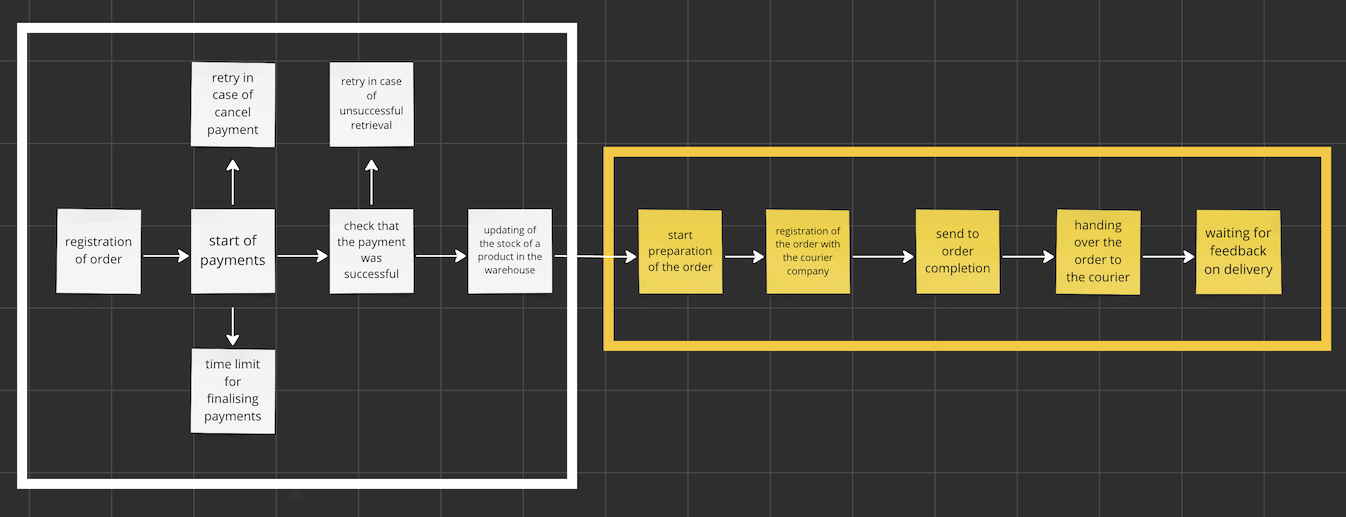 retry in
case of
cancel
payment
retry in case
of
unsuccessful
retrieval
registration
of order
start of
payments
check that
the payment
was
successful
updating of
the stock of a
product in the
warehouse
start
preparation
of the order
registration of
the order with
the courier
company
send to
order
completion
handing
over the
order to
the courier
waiting for
feedback
on delivery
time limit
for
finalising
payments